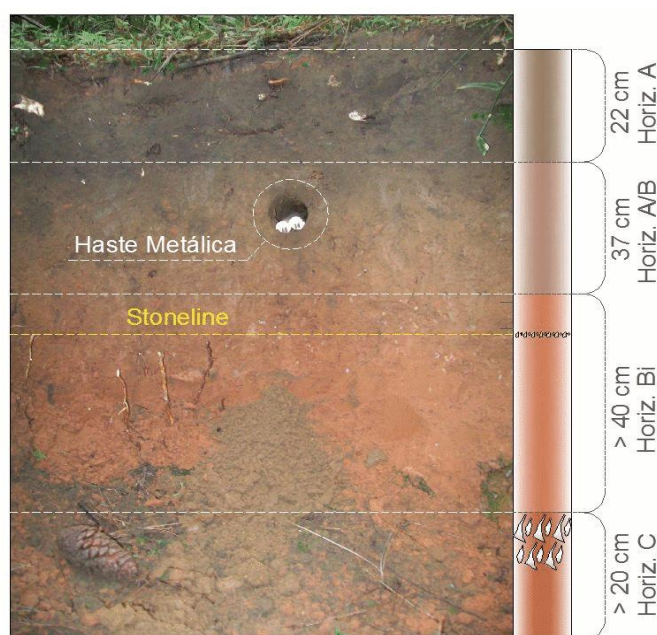 22 cm
Horiz. A
37 cm
Horiz. A/B
Haste Metálica
Stoneline
> 40 cm
Horiz. Bi
> 20 cm
Horiz. C